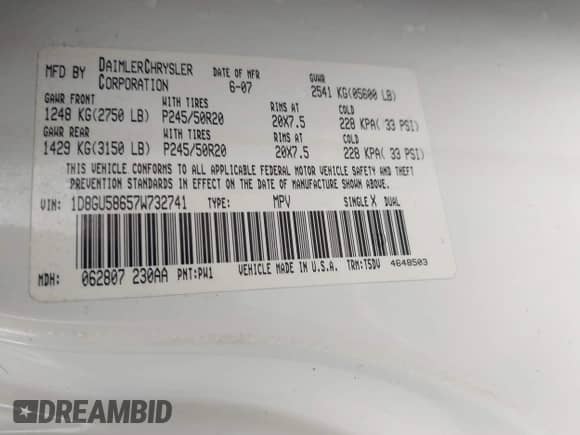 MFD BY DAIMLERCHRYSLER CORPORATION DATE OF MFR 6-07 GVWR 2541 KG(05600 LB)
GAWR FRONT WITH TIRES RIMS AT COLD
1248 KG(2750 LB) P245/50R20 20X7.5 228 KPA( 33 PSI)
GAWR REAR WITH TIRES RIMS AT COLD
1429 KG(3150 LB) P245/50R20 20X7.5 228 KPA( 33 PSI)
THIS VEHICLE CONFORMS TO ALL APPLICABLE FEDERAL MOTOR VEHICLE SAFETY AND THEFT
PREVENTION STANDARDS IN EFFECT ON THE DATE OF MANUFACTURE SHOWN ABOVE.
VIN: 1D8GU58657W732741 TYPE: MPV SINGLE X DUAL
MDH: 062807 230AA PNT:PW1 VEHICLE MADE IN U.S.A. TRM:T5DV 4648503
DREAMBID